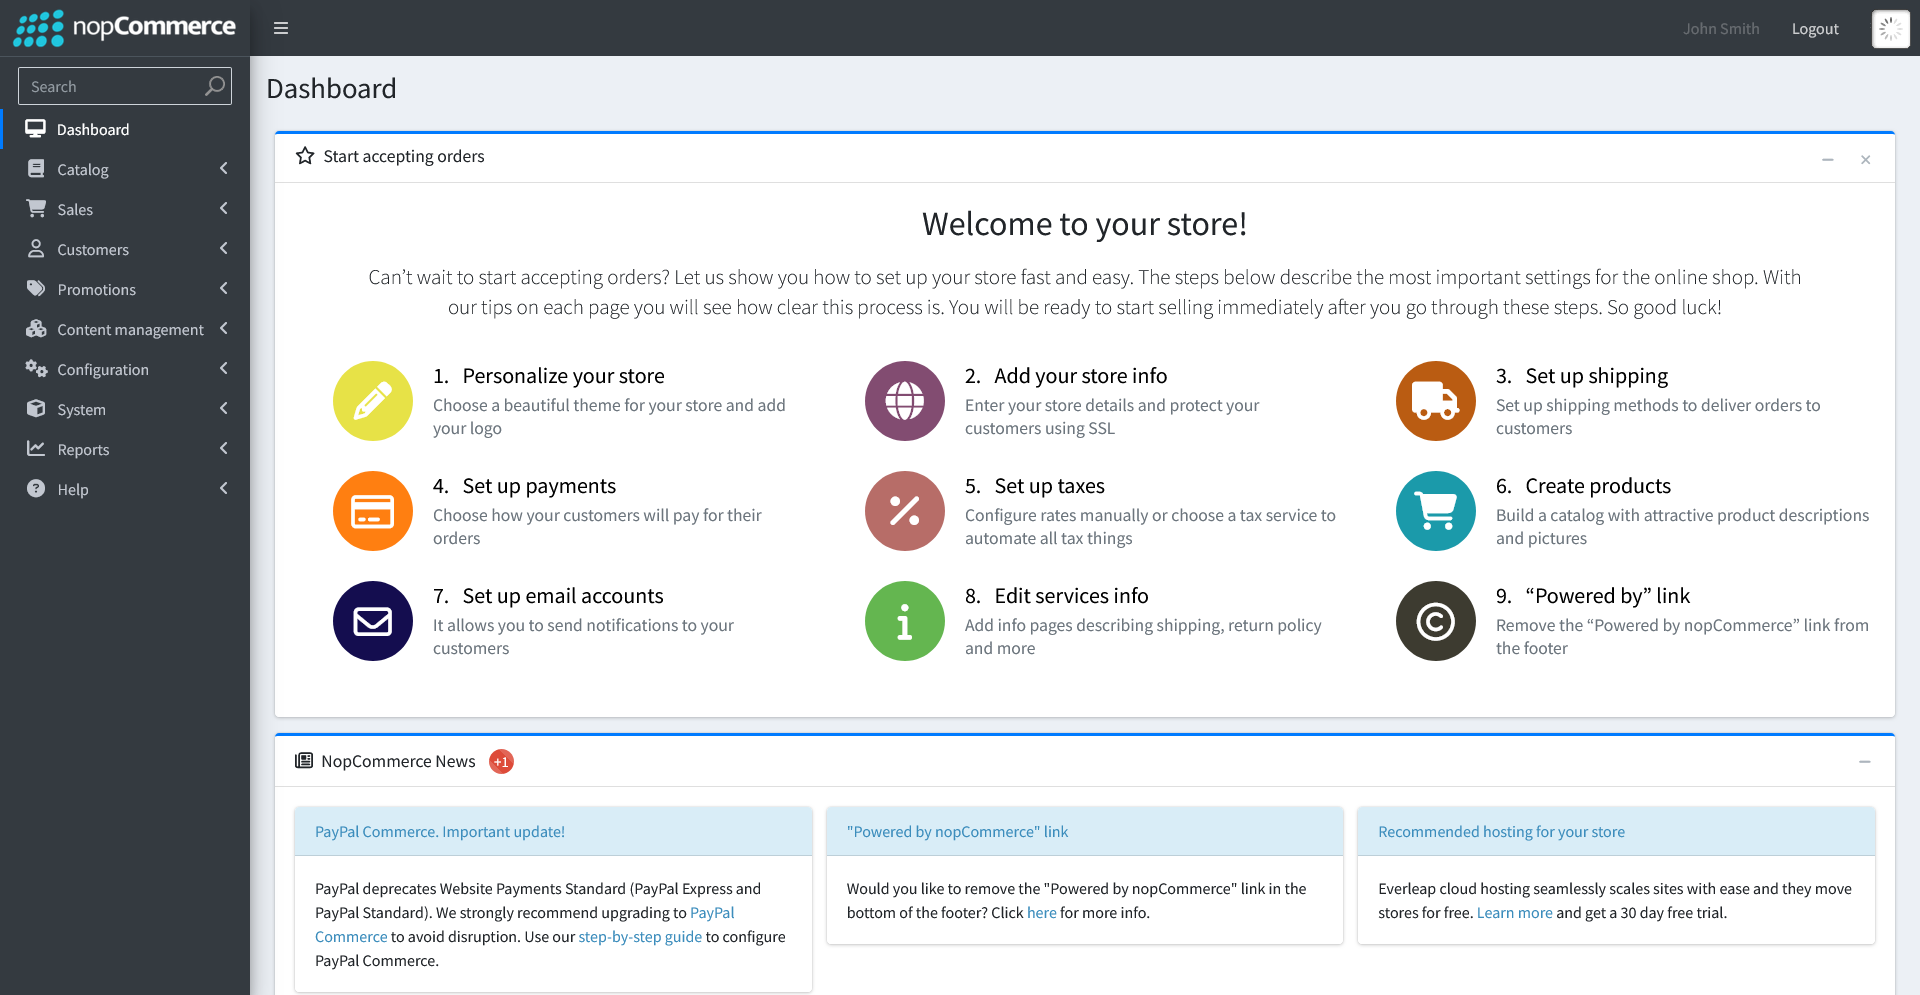 nopCommerce
John Smith
Logout
Search
Dashboard
Catalog
Sales
Customers
Promotions
Content management
Configuration
System
Reports
Help
Dashboard
Start accepting orders
Welcome to your store!
Can’t wait to start accepting orders? Let us show you how to set up your store fast and easy. The steps below describe the most important settings for the online shop. With
our tips on each page you will see how clear this process is. You will be ready to start selling immediately after you go through these steps. So good luck!
1. Personalize your store
Choose a beautiful theme for your store and add
your logo
2. Add your store info
Enter your store details and protect your
customers using SSL
3. Set up shipping
Set up shipping methods to deliver orders to
customers
4. Set up payments
Choose how your customers will pay for their
orders
5. Set up taxes
Configure rates manually or choose a tax service to
automate all tax things
6. Create products
Build a catalog with attractive product descriptions
and pictures
7. Set up email accounts
It allows you to send notifications to your
customers
8. Edit services info
Add info pages describing shipping, return policy
and more
9. “Powered by” link
Remove the “Powered by nopCommerce” link from
the footer
NopCommerce News +1
PayPal Commerce. Important update!
PayPal deprecates Website Payments Standard (PayPal Express and
PayPal Standard). We strongly recommend upgrading to PayPal
Commerce to avoid disruption. Use our step-by-step guide to configure
PayPal Commerce.
"Powered by nopCommerce" link
Would you like to remove the "Powered by nopCommerce" link in the
bottom of the footer? Click here for more info.
Recommended hosting for your store
Everleap cloud hosting seamlessly scales sites with ease and they move
stores for free. Learn more and get a 30 day free trial.